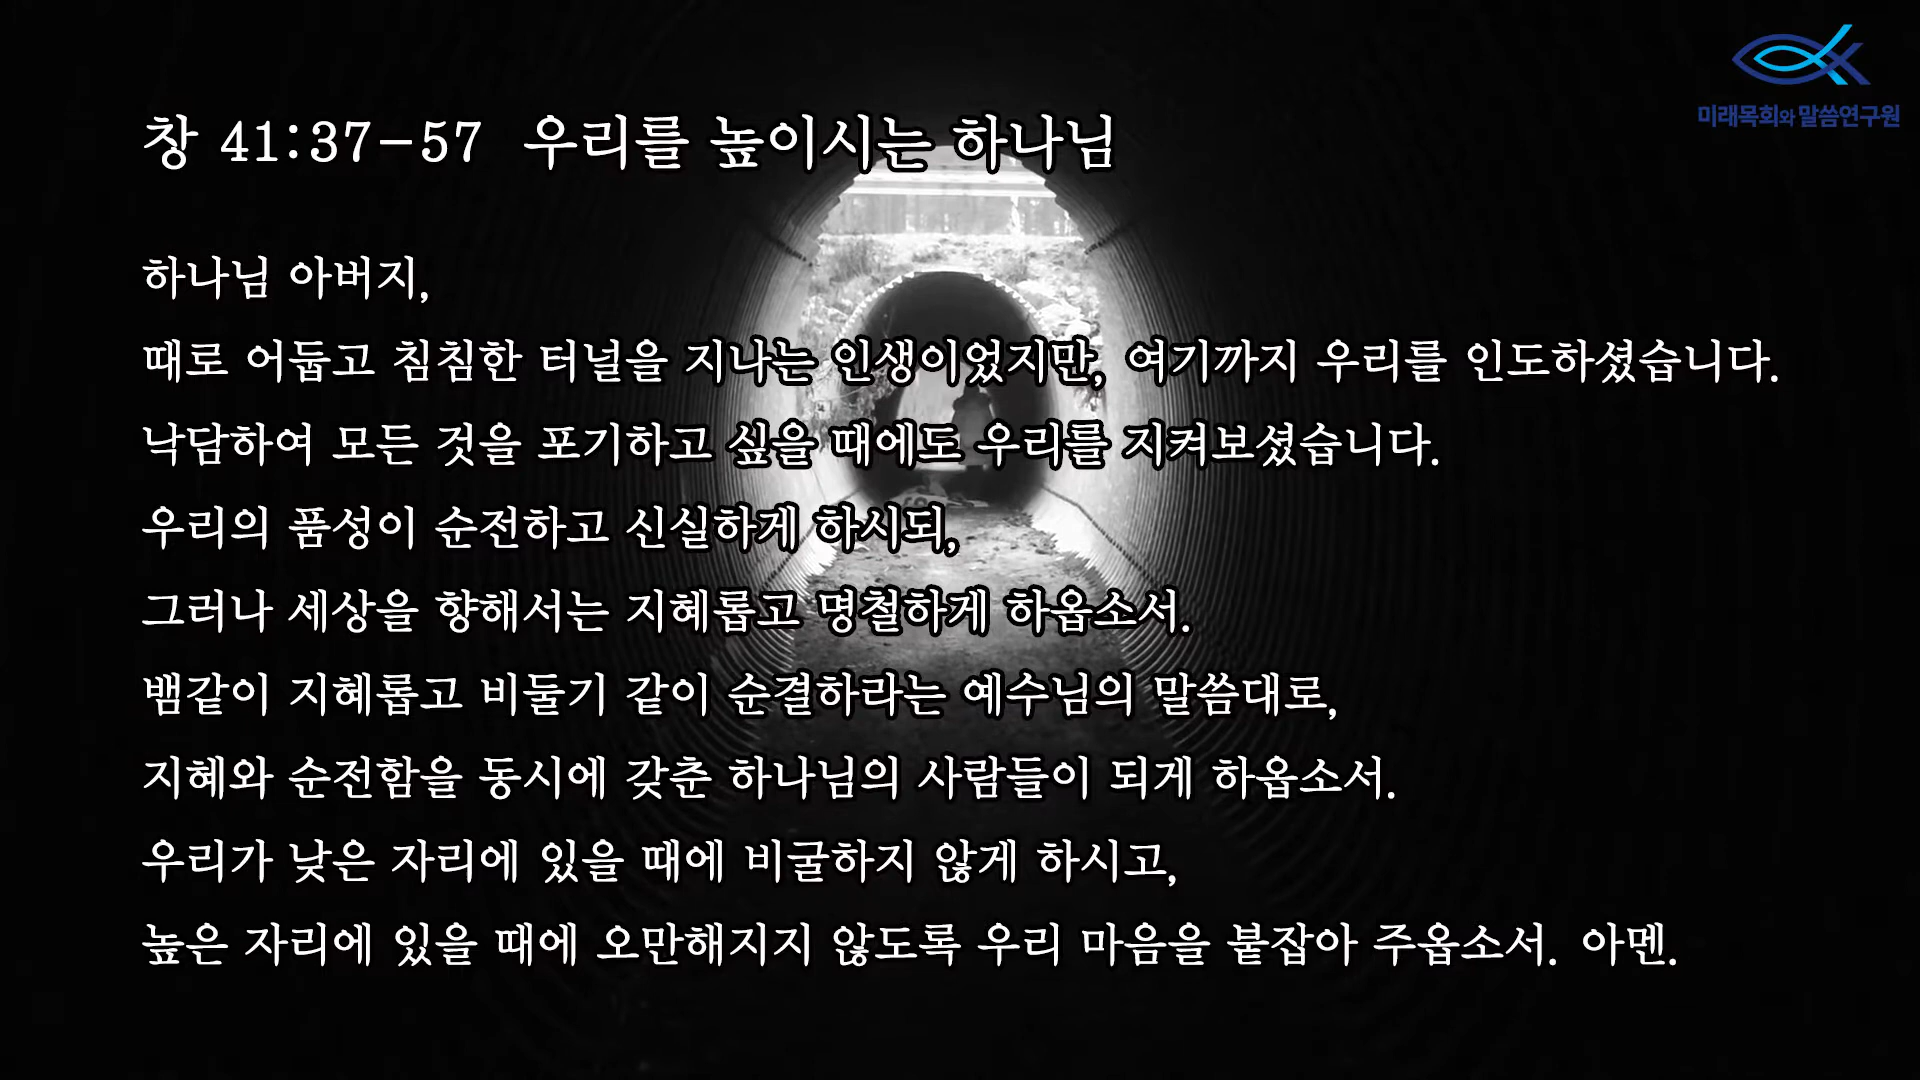 미래목회와 말씀연구원
창 41:37-57 우리를 높이시는 하나님
하나님 아버지,
때로 어둡고 침침한 터널을 지나는 인생이었지만, 여기까지 우리를 인도하셨습니다.
낙담하여 모든 것을 포기하고 싶을 때에도 우리를 지켜보셨습니다.
우리의 품성이 순전하고 신실하게 하시되,
그러나 세상을 향해서는 지혜롭고 명철하게 하옵소서.
뱀같이 지혜롭고 비둘기 같이 순결하라는 예수님의 말씀대로,
지혜와 순전함을 동시에 갖춘 하나님의 사람들이 되게 하옵소서.
우리가 낮은 자리에 있을 때에 비굴하지 않게 하시고,
높은 자리에 있을 때에 오만해지지 않도록 우리 마음을 붙잡아 주옵소서. 아멘.